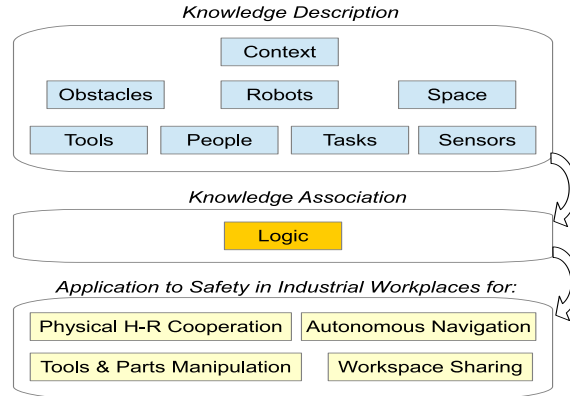 Knowledge Description
Context
Obstacles Robots Space
Tools People Tasks Sensors
Knowledge Association
Logic
Application to Safety in Industrial Workplaces for:
Physical H-R Cooperation Autonomous Navigation
Tools & Parts Manipulation Workspace Sharing